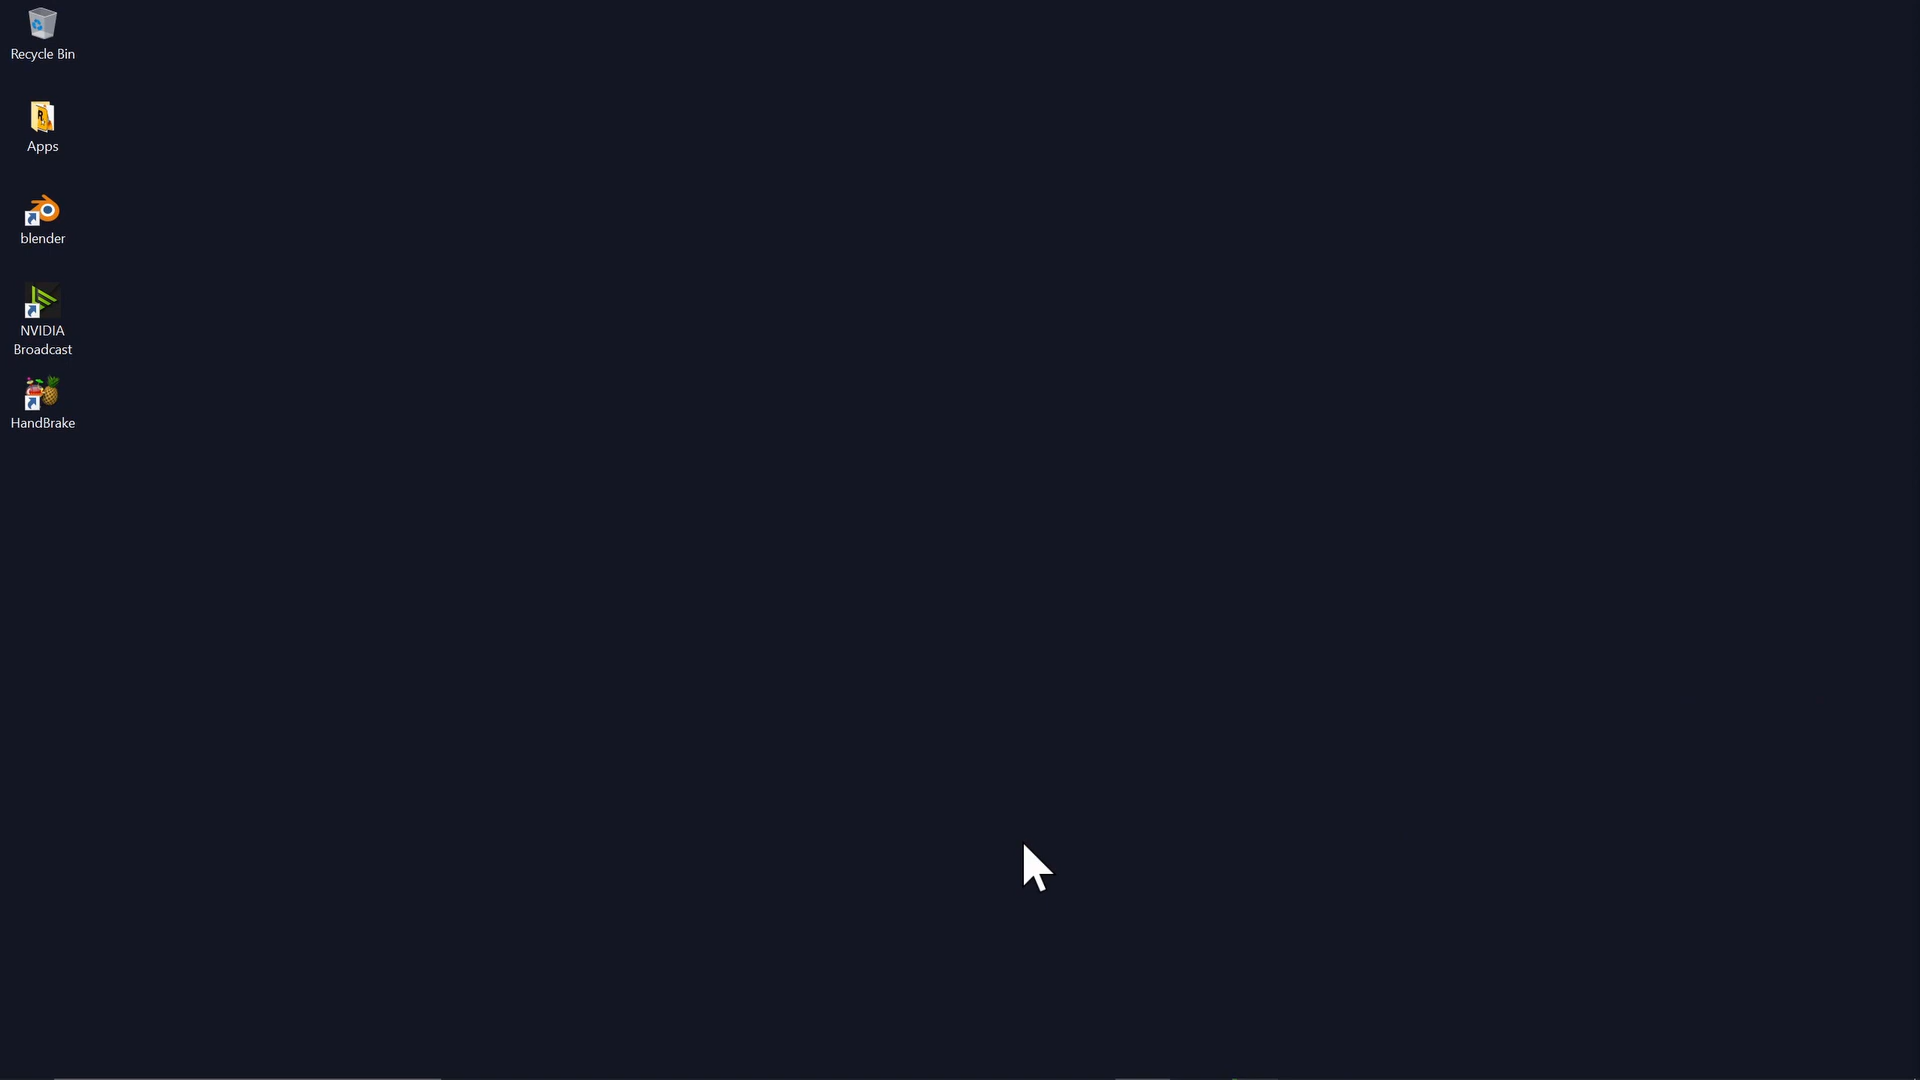 Recycle Bin
Apps
blender
NVIDIA
Broadcast
HandBrake